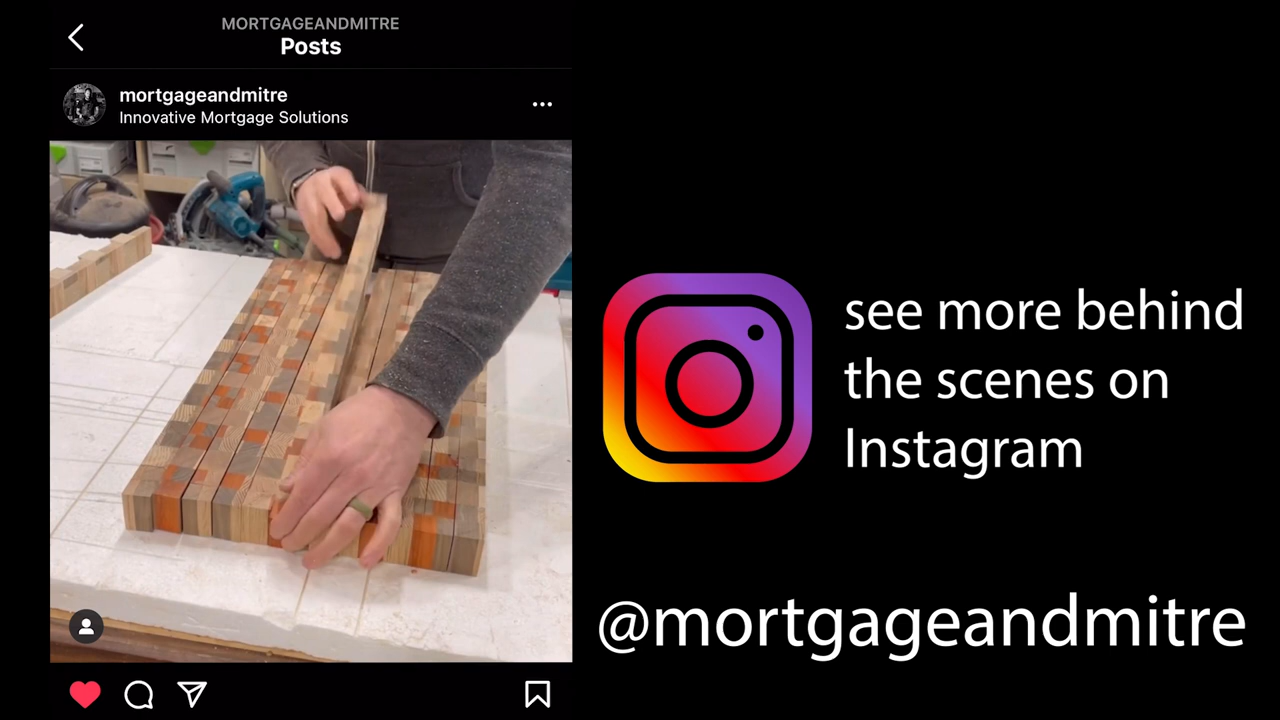 MORTGAGEANDMITRE
Posts
mortgageandmitre
Innovative Mortgage Solutions
see more behind
the scenes on
Instagram
@mortgageandmitre